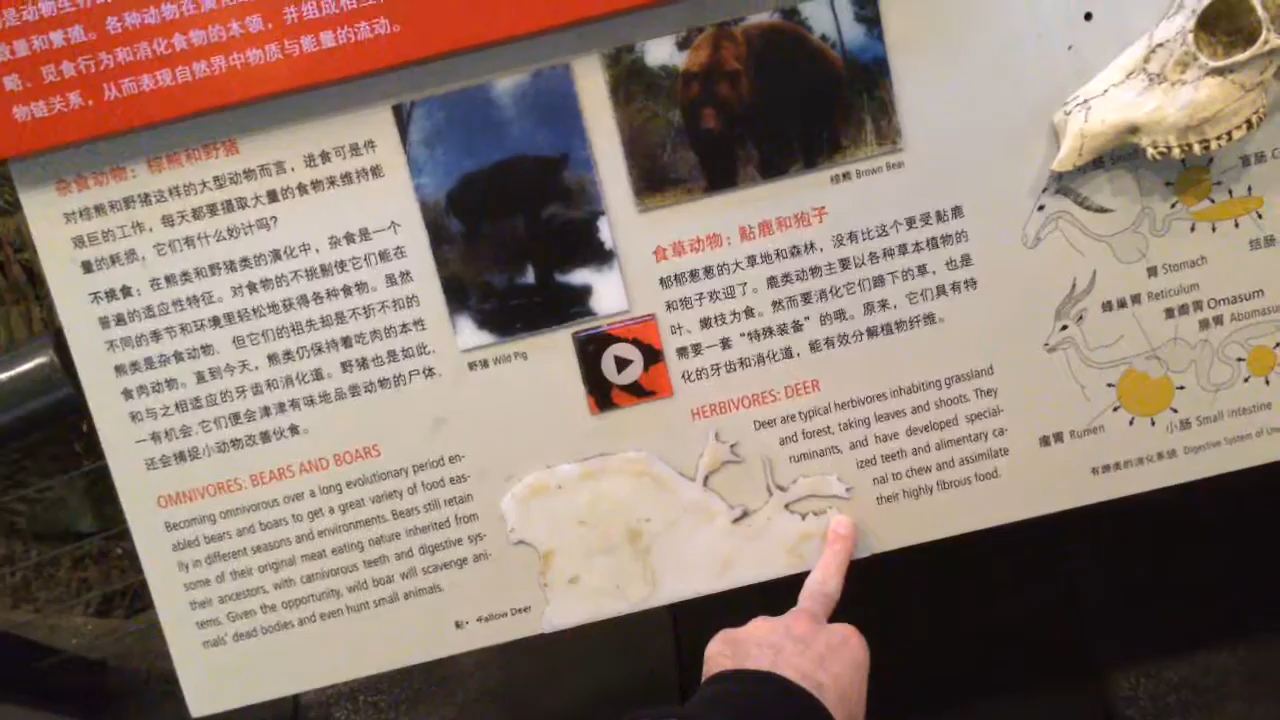 数量和繁殖。各种动物在演化
略、觅食行为和消化食物的本领，并组成相互
物链关系，从而表现自然界中物质与能量的流动。
杂食动物：棕熊和野猪
对棕熊和野猪这样的大型动物而言，进食可是件
艰巨的工作，每天都要摄取大量的食物来维持能
量的耗损，它们有什么妙计吗？
不挑食：在熊类和野猪类的演化中，杂食是一个
普遍的适应性特征。对食物的不挑剔使它们能在
不同的季节和环境里轻松地获得各种食物。虽然
熊类是杂食动物，但它们的祖先却是不折不扣的
食肉动物。直到今天，熊类仍保持着吃肉的本性
和与之相适应的牙齿和消化道。野猪也是如此，
一有机会，它们便会津津有味地品尝动物的尸体，
还会捕捉小动物改善伙食。
OMNIVORES: BEARS AND BOARS
Becoming omnivorous over a long evolutionary period en-
abled bears and boars to get a great variety of food eas-
ily in different seasons and environments. Bears still retain
some of their original meat eating nature inherited from
their ancestors, with carnivorous teeth and digestive sys-
tems. Given the opportunity, wild boar will scavenge ani-
mals' dead bodies and even hunt small animals.
野猪 Wild Pig
棕熊 Brown Bear
食草动物：黇鹿和狍子
郁郁葱葱的大草地和森林，没有比这个更受黇鹿
和狍子欢迎了。鹿类动物主要以各种草本植物的
叶、嫩枝为食。然而要消化它们蹄下的草，也是
需要一套“特殊装备”的哦。原来，它们具有特
化的牙齿和消化道，能有效分解植物纤维。
HERBIVORES: DEER
Deer are typical herbivores inhabiting grassland
and forest, taking leaves and shoots. They
ruminants, and have developed special-
ized teeth and alimentary ca-
nal to chew and assimilate
their highly fibrous food.
Fallow Deer
肠 Small
盲肠 C
结肠
胃 Stomach
蜂巢胃 Reticulum
重瓣胃 Omasum
皱胃 Abomasu
瘤胃 Rumen
小肠 Small intestine
有蹄类的消化系统 Digestive System of Un